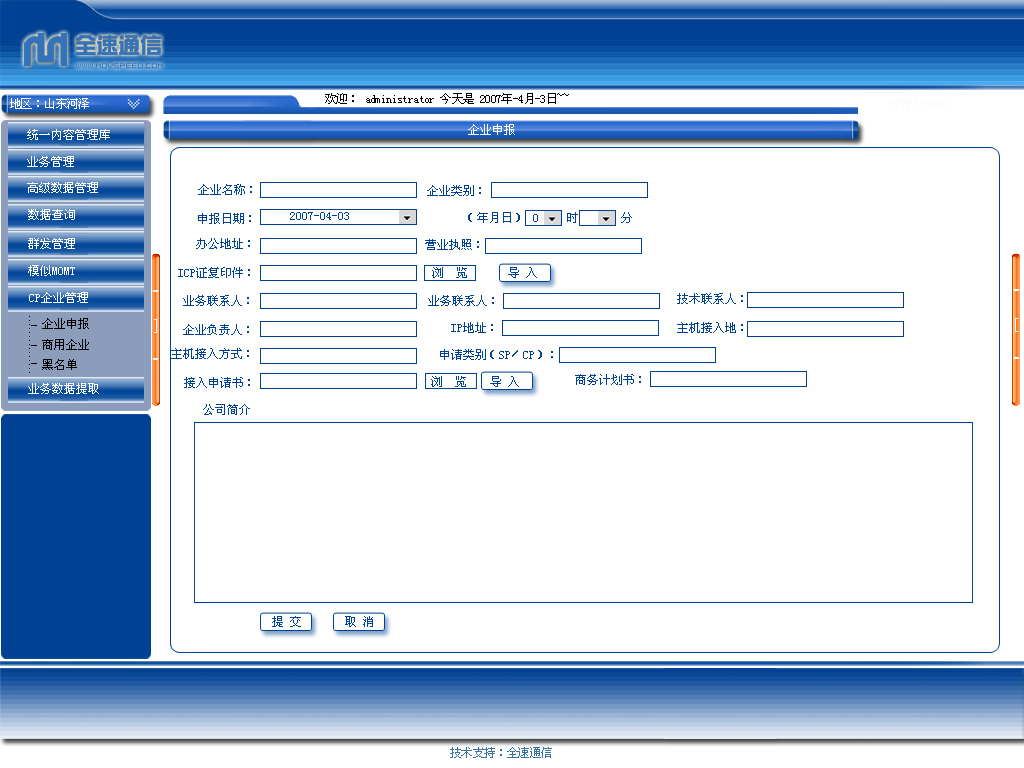 全速通信
地区：山东河泽
欢迎： administrator 今天是 2007年-4月-3日~~
企业申报
统一内容管理库
业务管理
高级数据管理
数据查询
群发管理
模似MOMT
CP企业管理
企业申报
商用企业
黑名单
业务数据提取
企业名称： 企业类别：
申报日期： 2007-04-03 （年月日） 0 时 分
办公地址： 营业执照：
ICP证复印件： 浏 览 导 入
业务联系人： 业务联系人： 技术联系人：
企业负责人： IP地址： 主机接入地：
主机接入方式： 申请类别（SP／CP）：
接入申请书： 浏 览 导 入 商务计划书：
公司简介
提 交 取 消
技术支持：全速通信